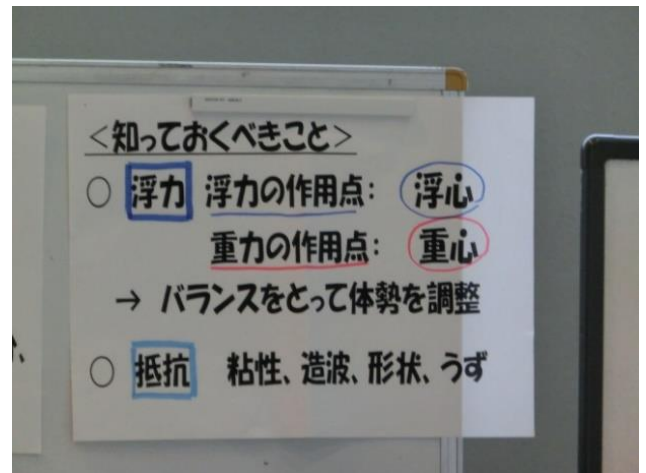 <知っておくべきこと>
○ 浮力 浮力の作用点: 浮心
重力の作用点: 重心
→ バランスをとって体勢を調整
○ 抵抗 粘性、造波、形状、うず